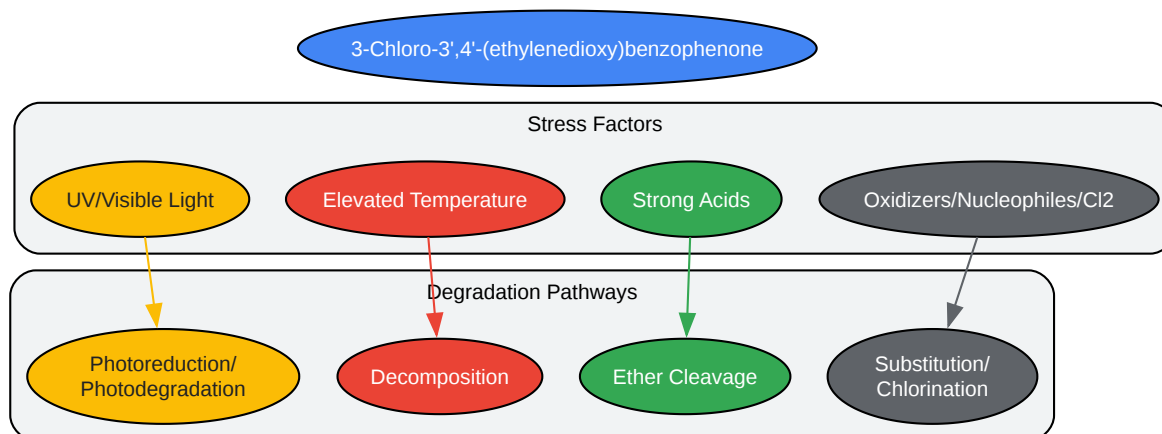 3-Chloro-3',4'-(ethylenedioxy)benzophenone
Stress Factors
UV/Visible Light
Elevated Temperature
Strong Acids
Oxidizers/Nucleophiles/Cl2
Degradation Pathways
Photoreduction/
Photodegradation
Decomposition
Ether Cleavage
Substitution/
Chlorination